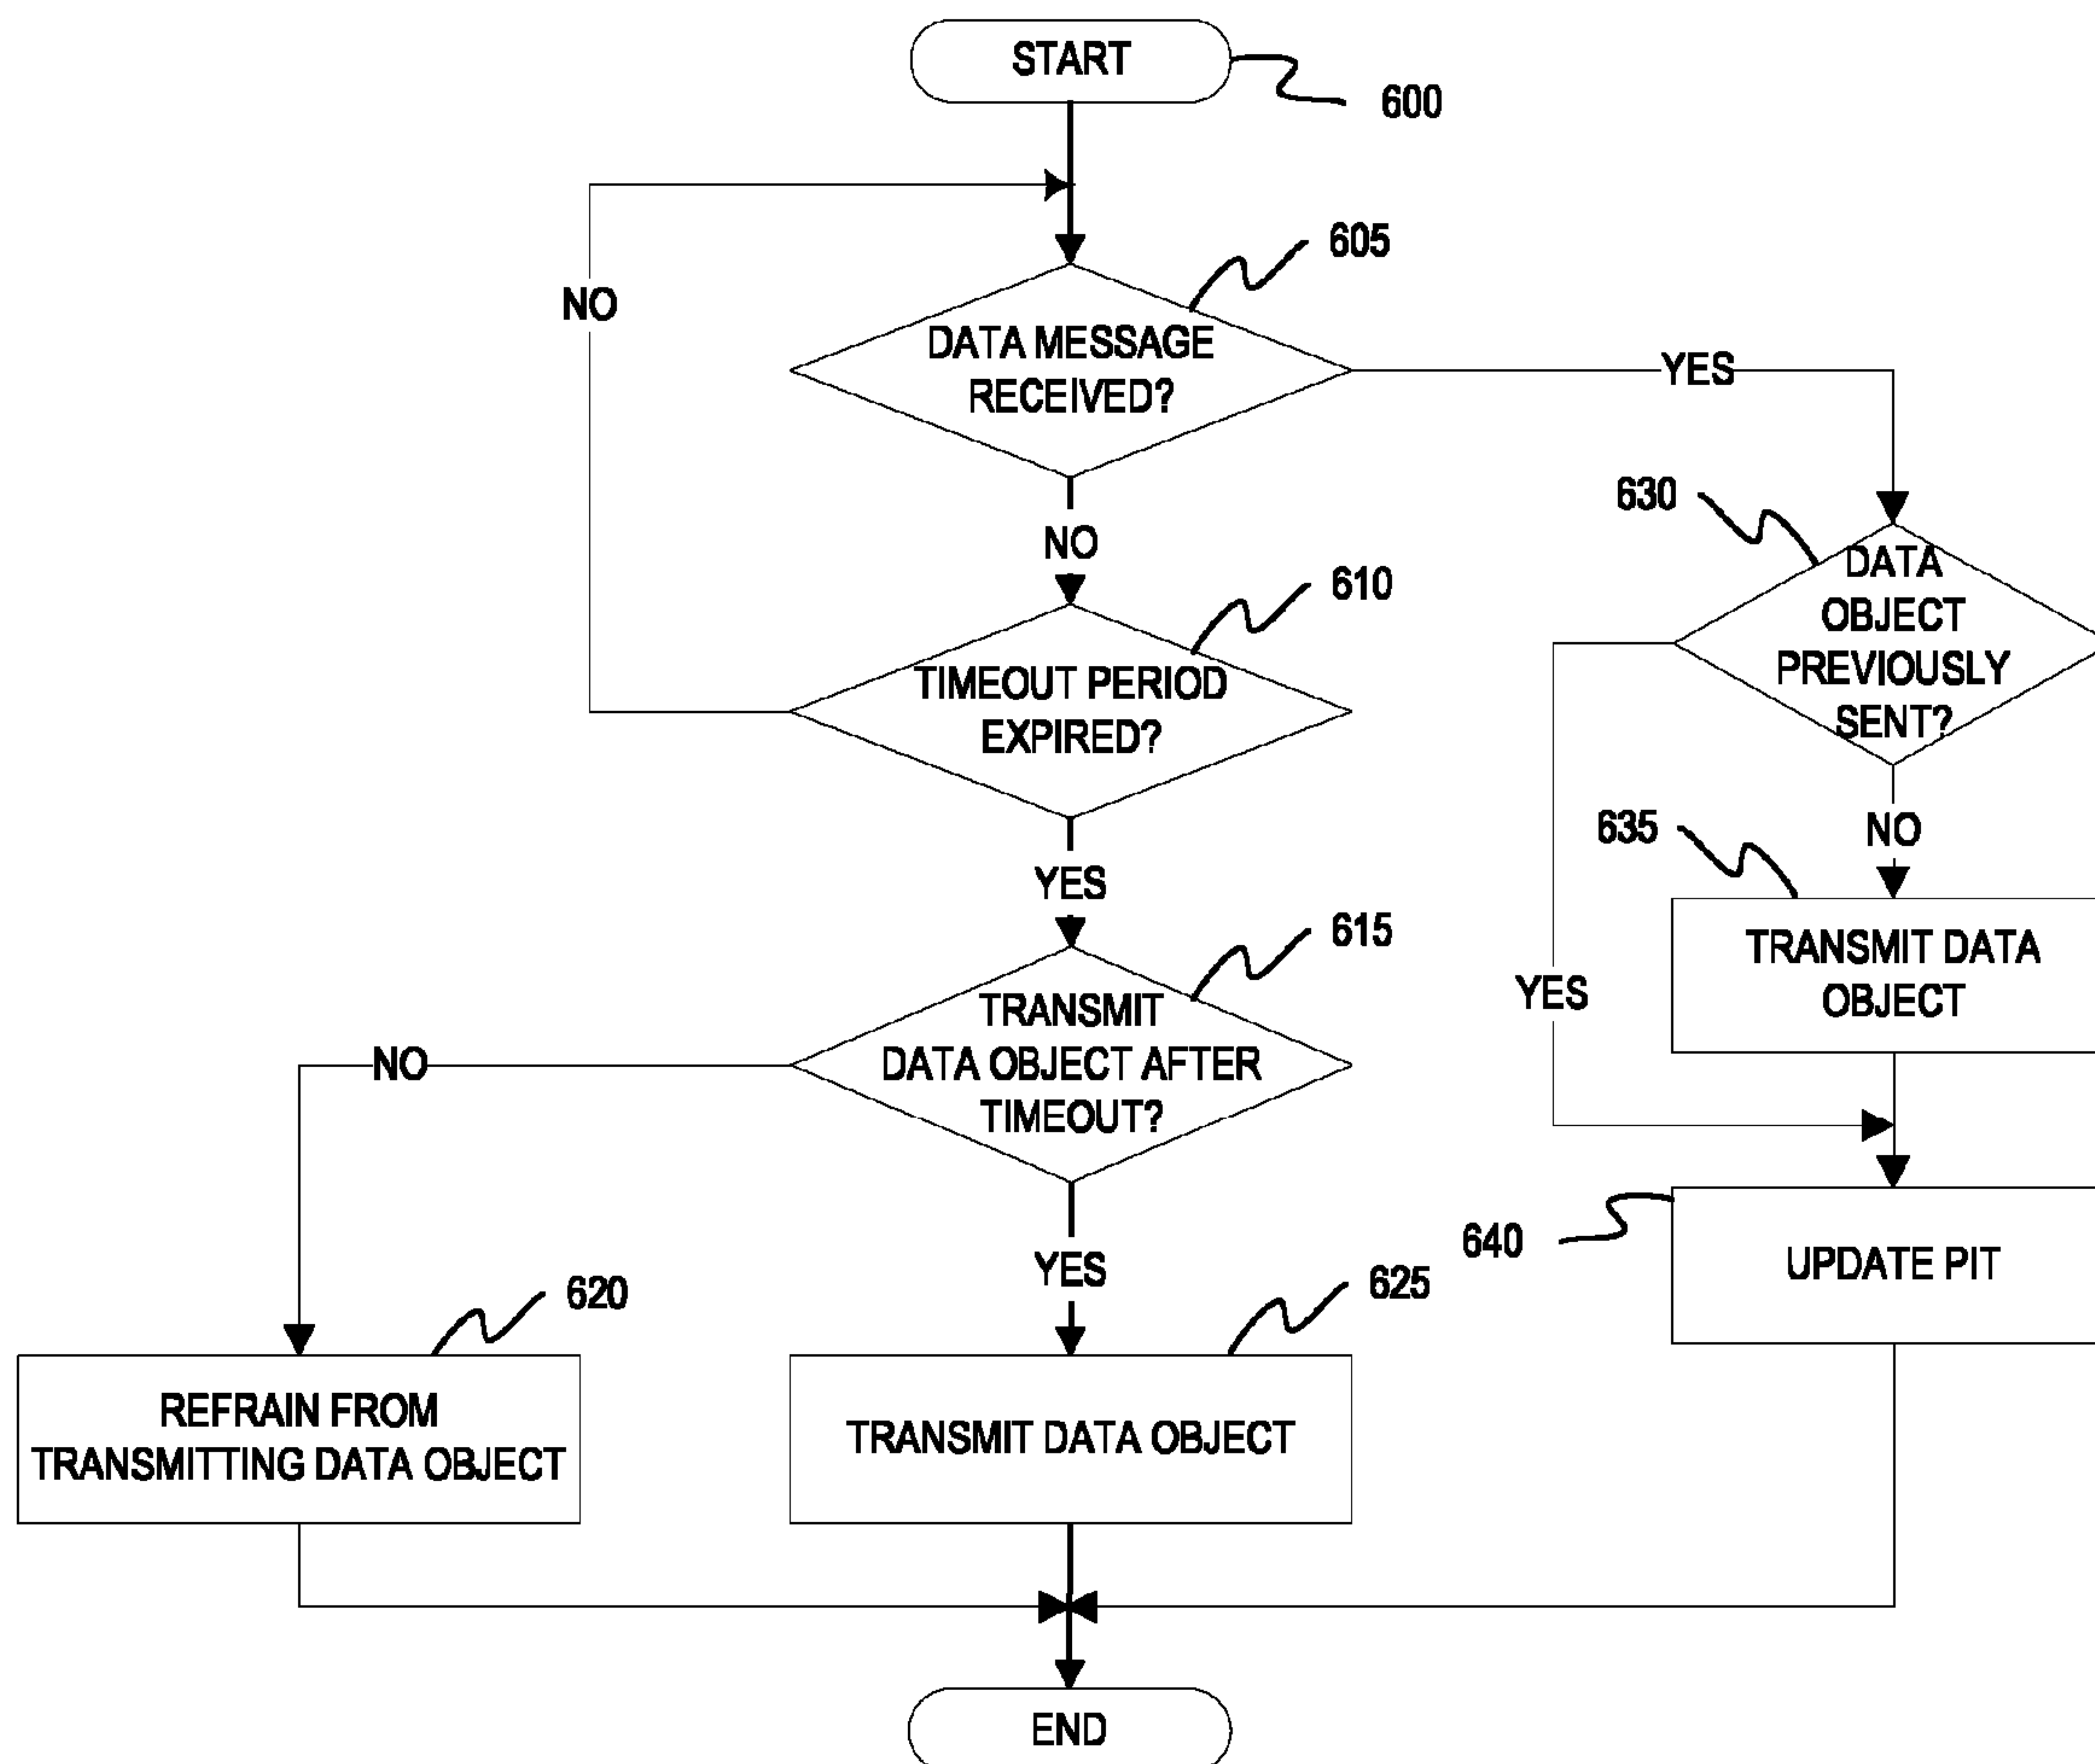 START
600
605
NO
DATA MESSAGE
RECEIVED?
YES
630
NO
610
DATA
OBJECT
PREVIOUSLY
SENT?
TIMEOUT PERIOD
EXPIRED?
635
NO
YES
615
TRANSMIT DATA
OBJECT
YES
TRANSMIT
DATA OBJECT AFTER
TIMEOUT?
NO
640
UPDATE PIT
YES
620
625
REFRAIN FROM
TRANSMITTING DATA OBJECT
TRANSMIT DATA OBJECT
END